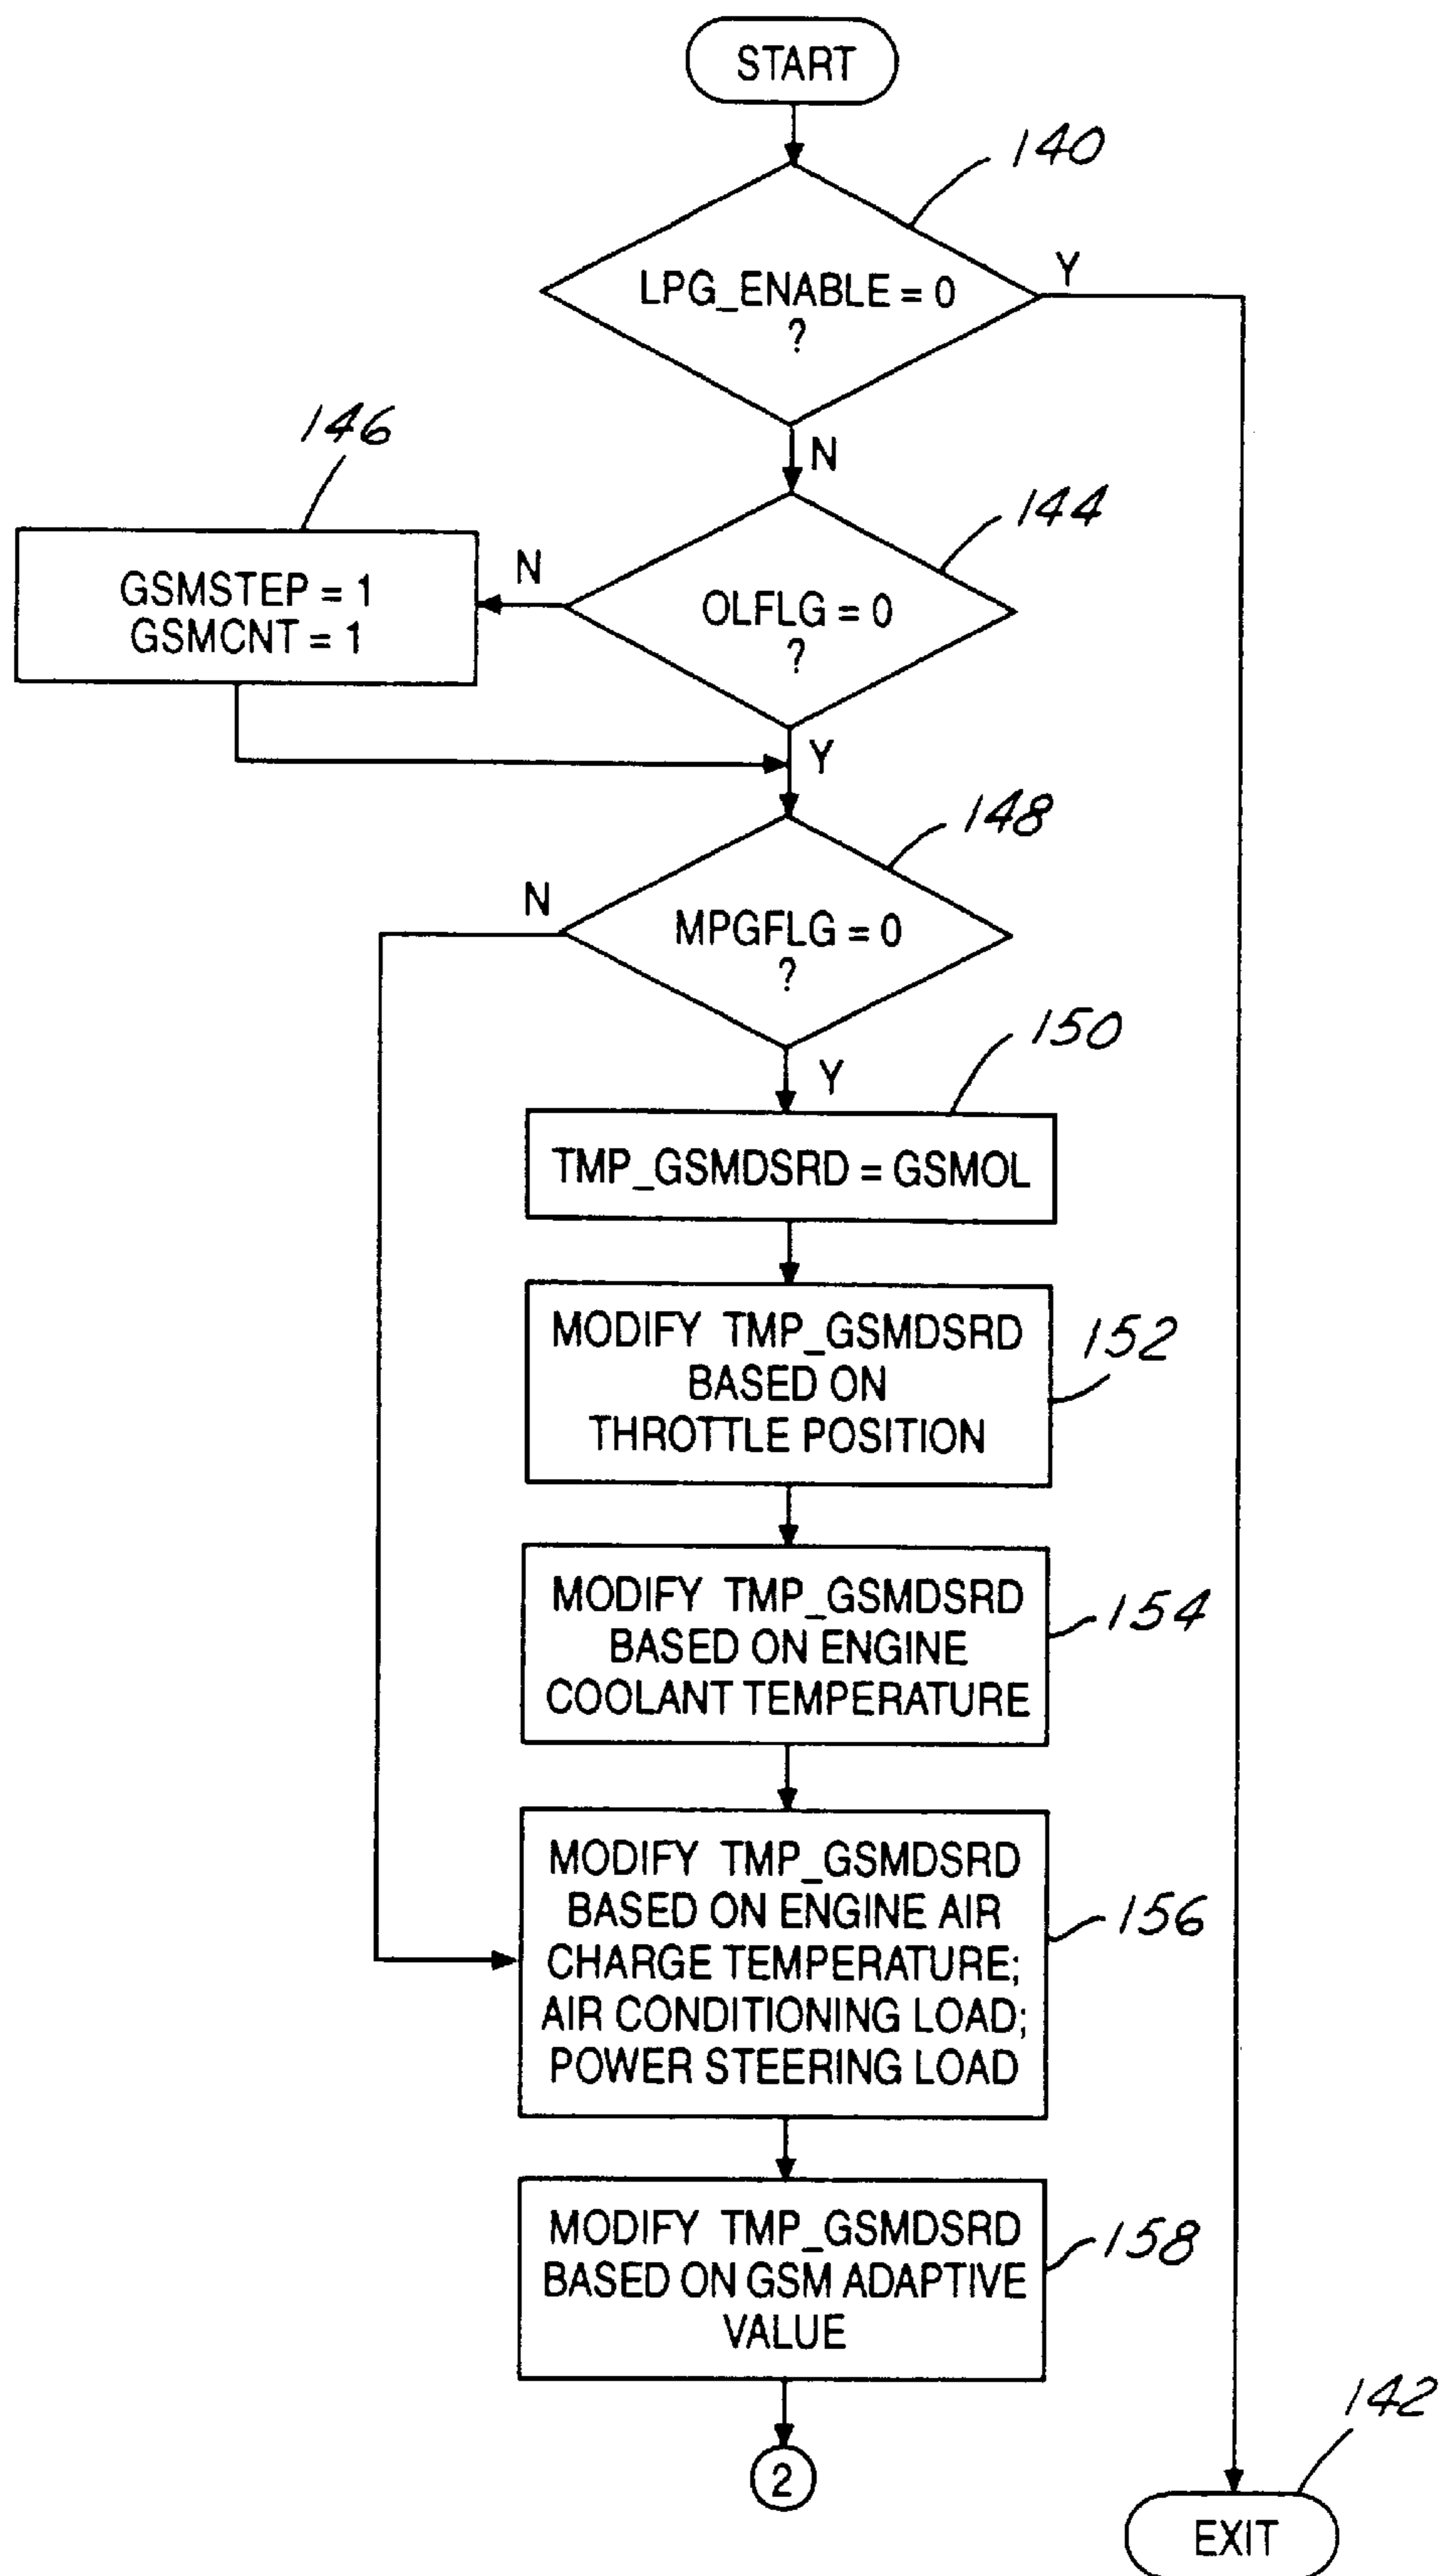 START
140
LPG_ENABLE = 0
?
Y
N
146
144
GSMSTEP = 1
GSMCNT = 1
N
OLFLG = 0
?
Y
148
N
MPGFLG = 0
?
Y
150
TMP_GSMDSRD = GSMOL
MODIFY TMP_GSMDSRD
BASED ON
THROTTLE POSITION
152
MODIFY TMP_GSMDSRD
BASED ON ENGINE
COOLANT TEMPERATURE
154
MODIFY TMP_GSMDSRD
BASED ON ENGINE AIR
CHARGE TEMPERATURE;
AIR CONDITIONING LOAD;
POWER STEERING LOAD
156
MODIFY TMP_GSMDSRD
BASED ON GSM ADAPTIVE
VALUE
158
2
142
EXIT